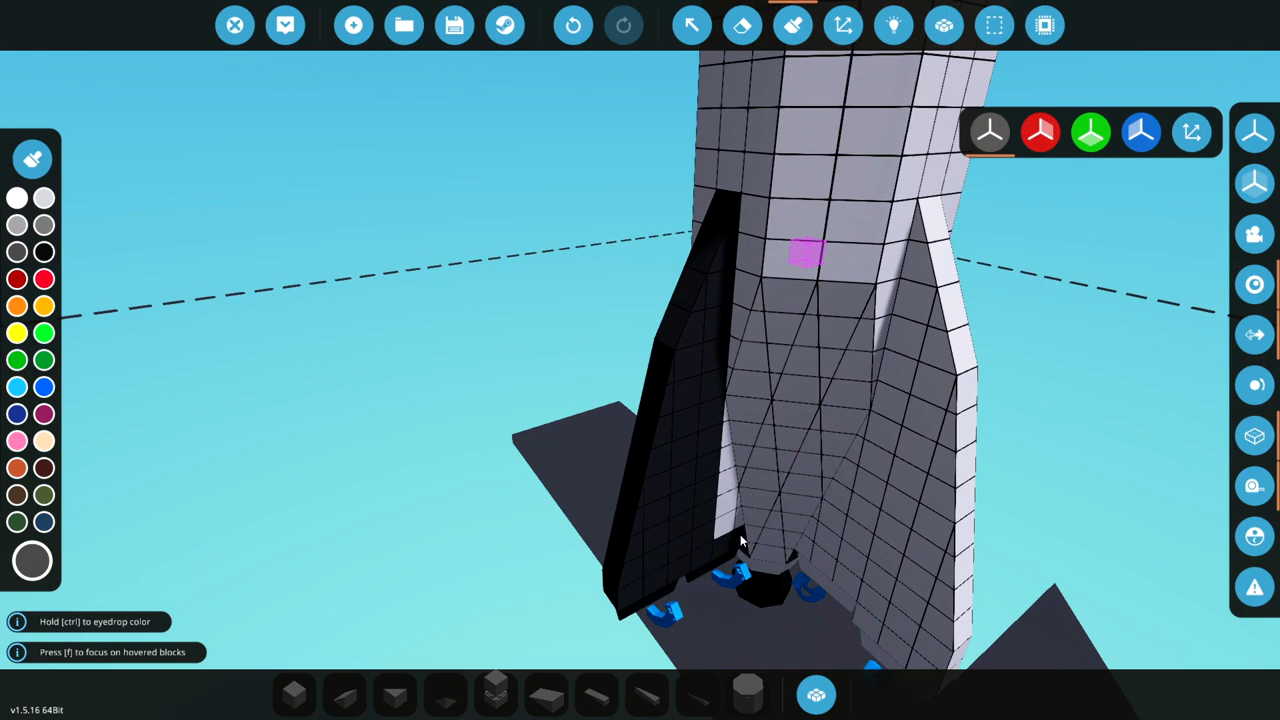 Hold [ctrl] to eyedrop color
Press [f] to focus on hovered blocks
v1.5.16 64Bit